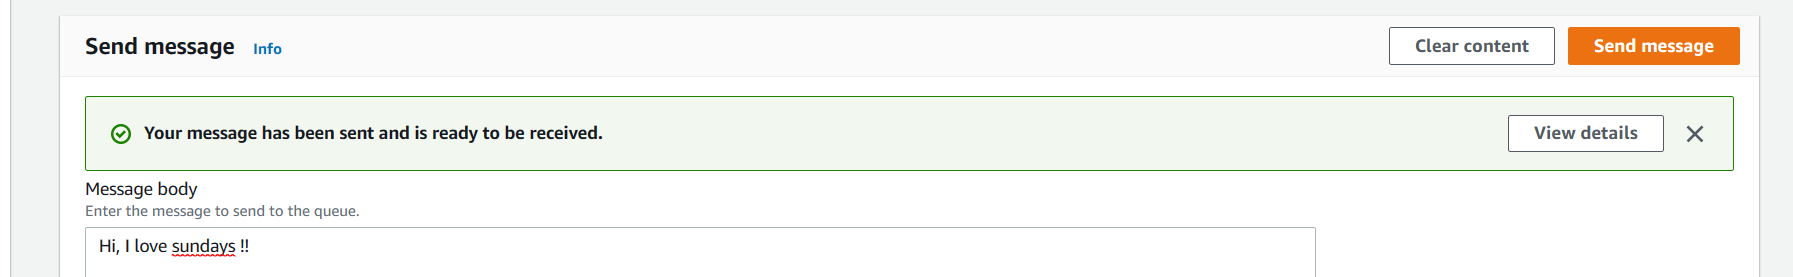 Send message Info Clear content Send message
Your message has been sent and is ready to be received. View details
Message body
Enter the message to send to the queue.
Hi, I love sundays !!